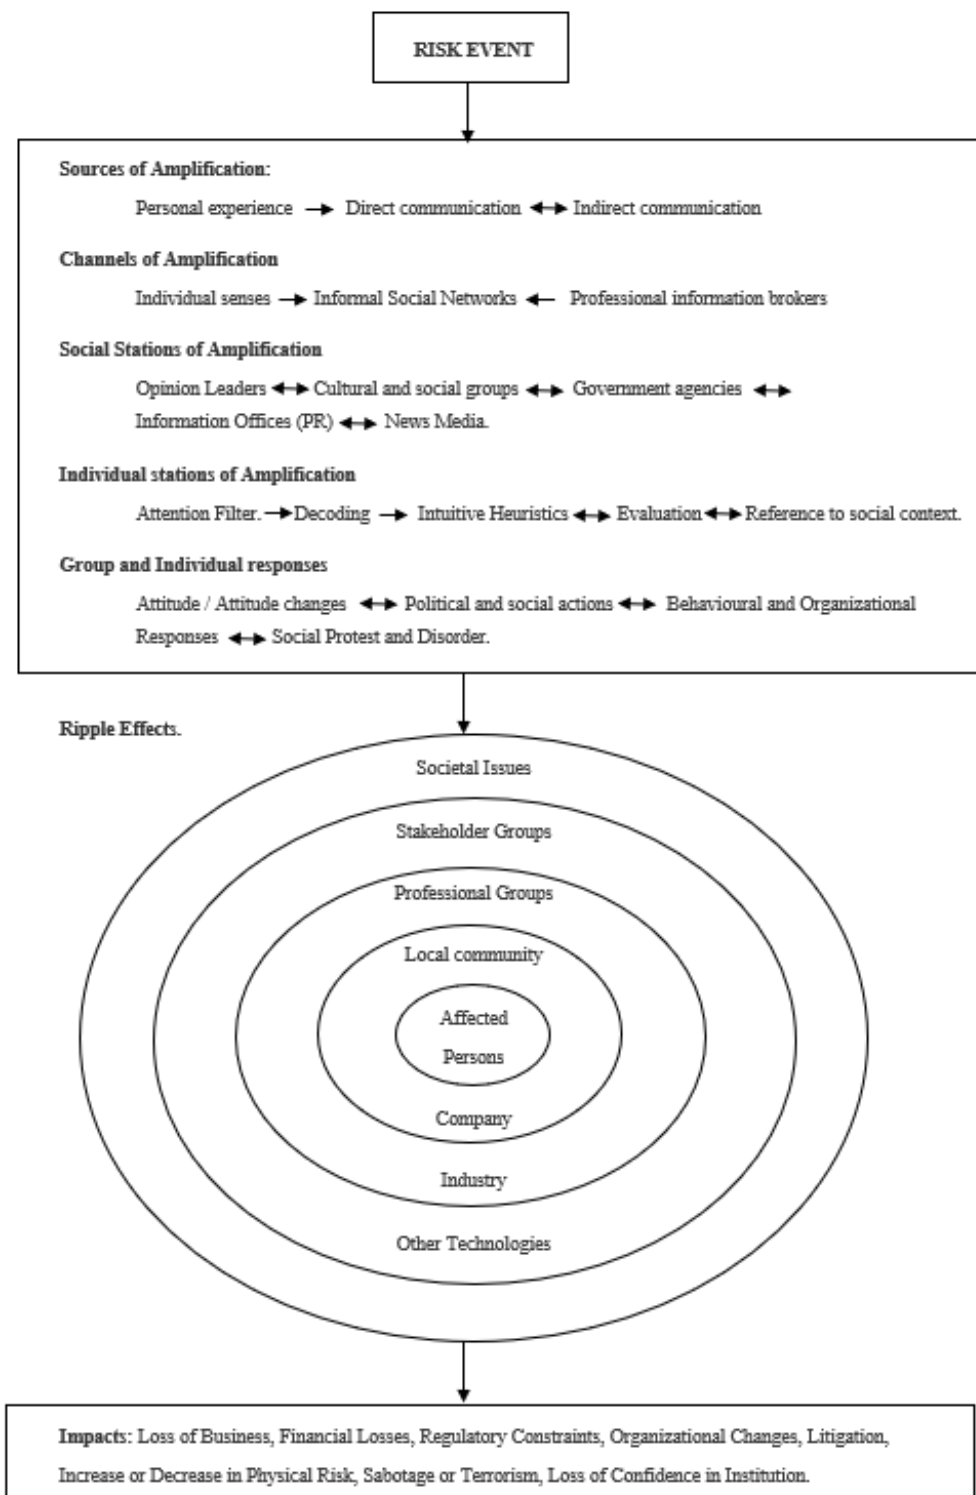 RISK EVENT
Sources of Amplification:
Personal experience → Direct communication ↔ Indirect communication
Channels of Amplification
Individual senses → Informal Social Networks ← Professional information brokers
Social Stations of Amplification
Opinion Leaders ↔ Cultural and social groups ↔ Government agencies ↔
Information Offices (PR) ↔ News Media.
Individual stations of Amplification
Attention Filter. → Decoding → Intuitive Heuristics ↔ Evaluation ↔ Reference to social context.
Group and Individual responses
Attitude / Attitude changes ↔ Political and social actions ↔ Behavioural and Organizational
Responses ↔ Social Protest and Disorder.
Ripple Effects.
Societal Issues
Stakeholder Groups
Professional Groups
Local community
Affected
Persons
Company
Industry
Other Technologies
Impacts: Loss of Business, Financial Losses, Regulatory Constraints, Organizational Changes, Litigation,
Increase or Decrease in Physical Risk, Sabotage or Terrorism, Loss of Confidence in Institution.